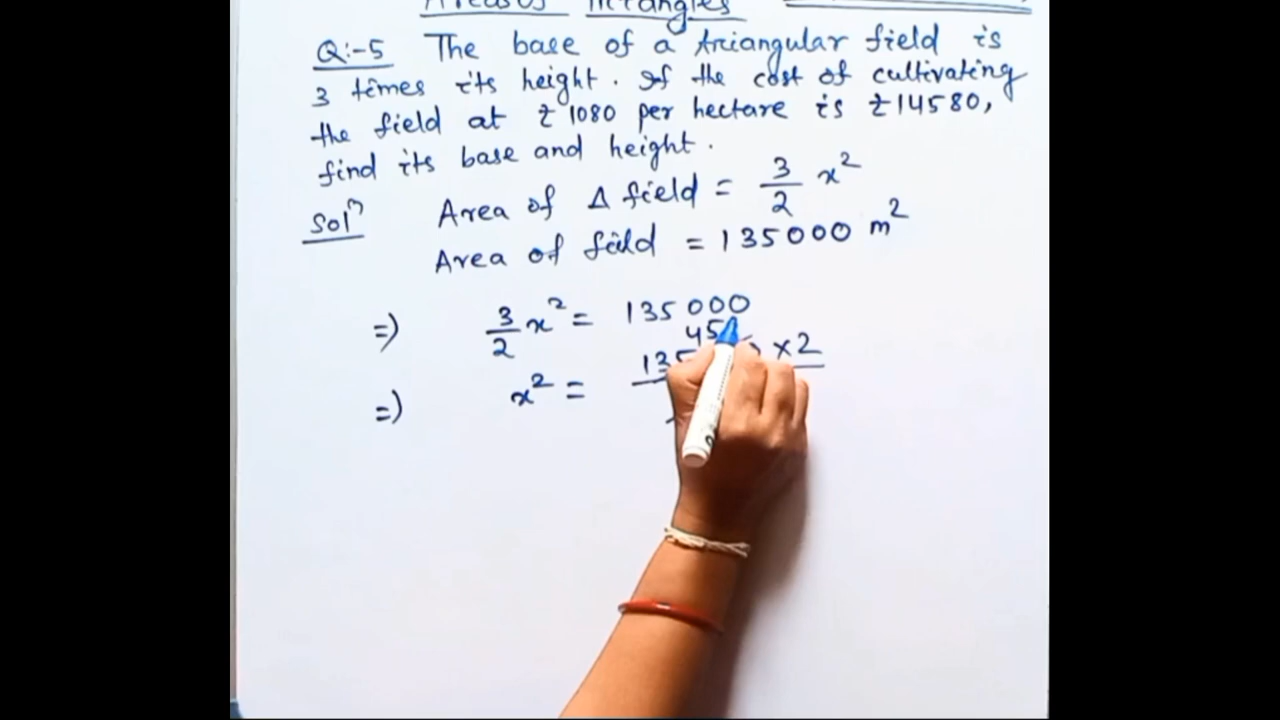 Q:-5 The base of a triangular field is
3 times its height. If the cost of cultivating
the field at ₹1080 per hectare is ₹14580,
find its base and height.
Solⁿ Area of Δ field = 3/2 x²
Area of field = 135000 m²
=) 3/2 x² = 135000
45
=) x² = 135 ×2